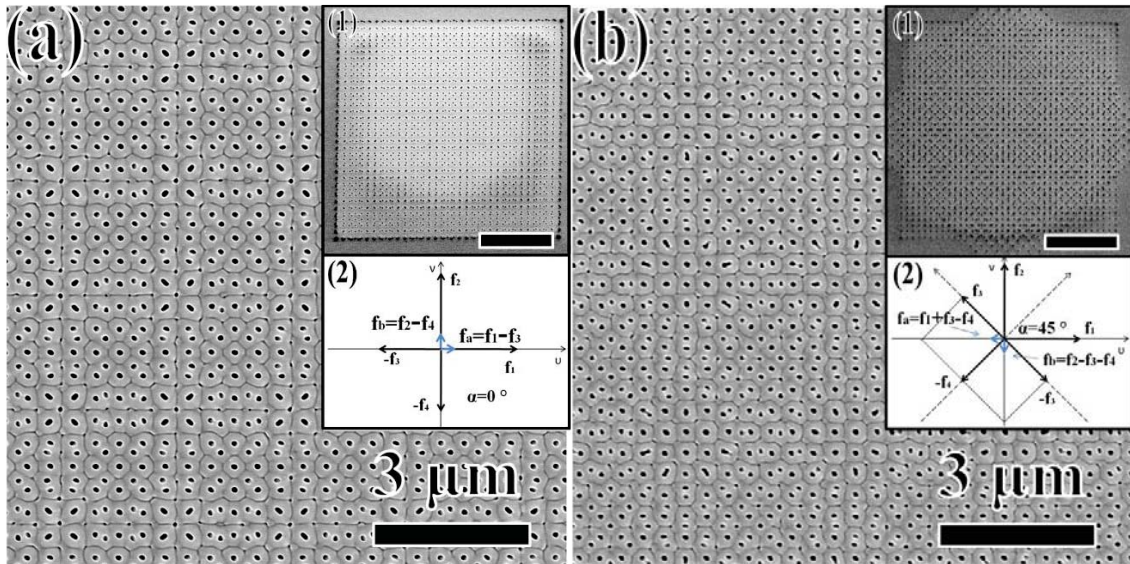 (a)
(1)
(2)
V
f₂
fb=f₂-f₄
fa=f₁-f₃
-f₃
f₁
U
-f₄
α=0 °
3 μm
(b)
(1)
(2)
V
f₂
f₃
fa=f₁+f₃-f₄
α=45 °
f₁
U
fb=f₂-f₃-f₄
-f₄
-f₃
3 μm